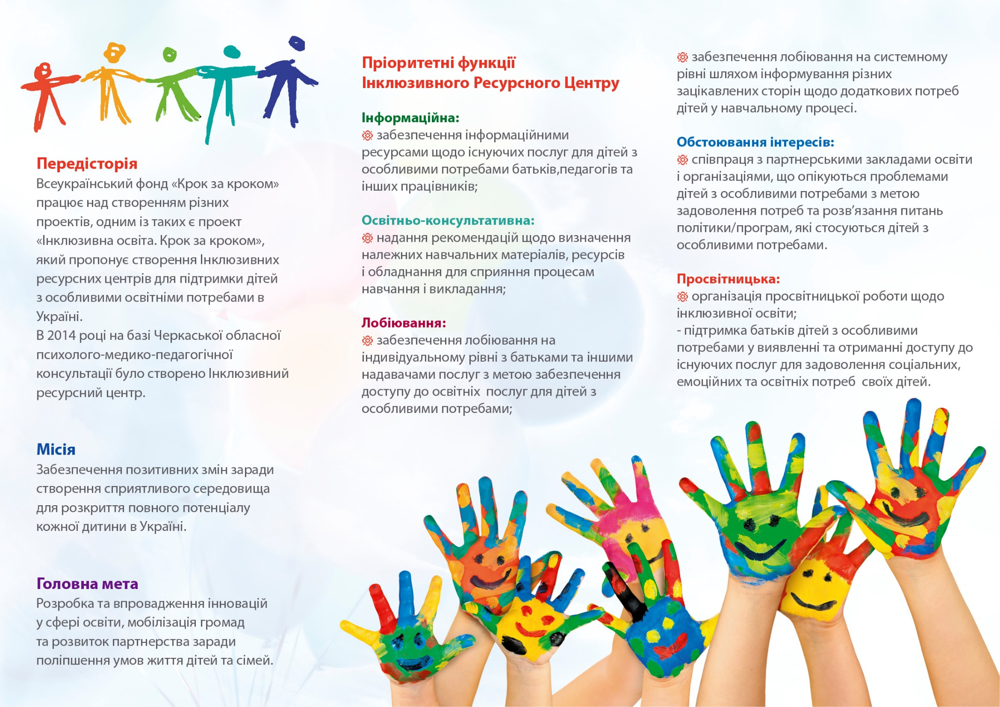 Передісторія
Всеукраїнський фонд «Крок за кроком»
працює над створенням різних
проектів, одним із таких є проект
«Інклюзивна освіта. Крок за кроком»,
який пропонує створення Інклюзивних
ресурсних центрів для підтримки дітей
з особливими освітніми потребами в
Україні.
В 2014 році на базі Черкаської обласної
психолого-медико-педагогічної
консультації було створено Інклюзивний
ресурсний центр.
Місія
Забезпечення позитивних змін заради
створення сприятливого середовища
для розкриття повного потенціалу
кожної дитини в Україні.
Головна мета
Розробка та впровадження інновацій
у сфері освіти, мобілізація громад
та розвиток партнерства заради
поліпшення умов життя дітей та сімей.
Пріоритетні функції
Інклюзивного Ресурсного Центру
Інформаційна:
забезпечення інформаційними
ресурсами щодо існуючих послуг для дітей з
особливими потребами батьків,педагогів та
інших працівників;
Освітньо-консультативна:
надання рекомендацій щодо визначення
належних навчальних матеріалів, ресурсів
і обладнання для сприяння процесам
навчання і викладання;
Лобіювання:
забезпечення лобіювання на
індивідуальному рівні з батьками та іншими
надавачами послуг з метою забезпечення
доступу до освітніх  послуг для дітей з
особливими потребами;
забезпечення лобіювання на системному
рівні шляхом інформування різних
зацікавлених сторін щодо додаткових потреб
дітей у навчальному процесі.
Обстоювання інтересів:
співпраця з партнерськими закладами освіти
і організаціями, що опікуються проблемами
дітей з особливими потребами з метою
задоволення потреб та розв’язання питань
політики/програм, які стосуються дітей з
особливими потребами.
Просвітницька:
організація просвітницької роботи щодо
інклюзивної освіти;
- підтримка батьків дітей з особливими
потребами у виявленні та отриманні доступу до
існуючих послуг для задоволення соціальних,
емоційних та освітніх потреб  своїх дітей.